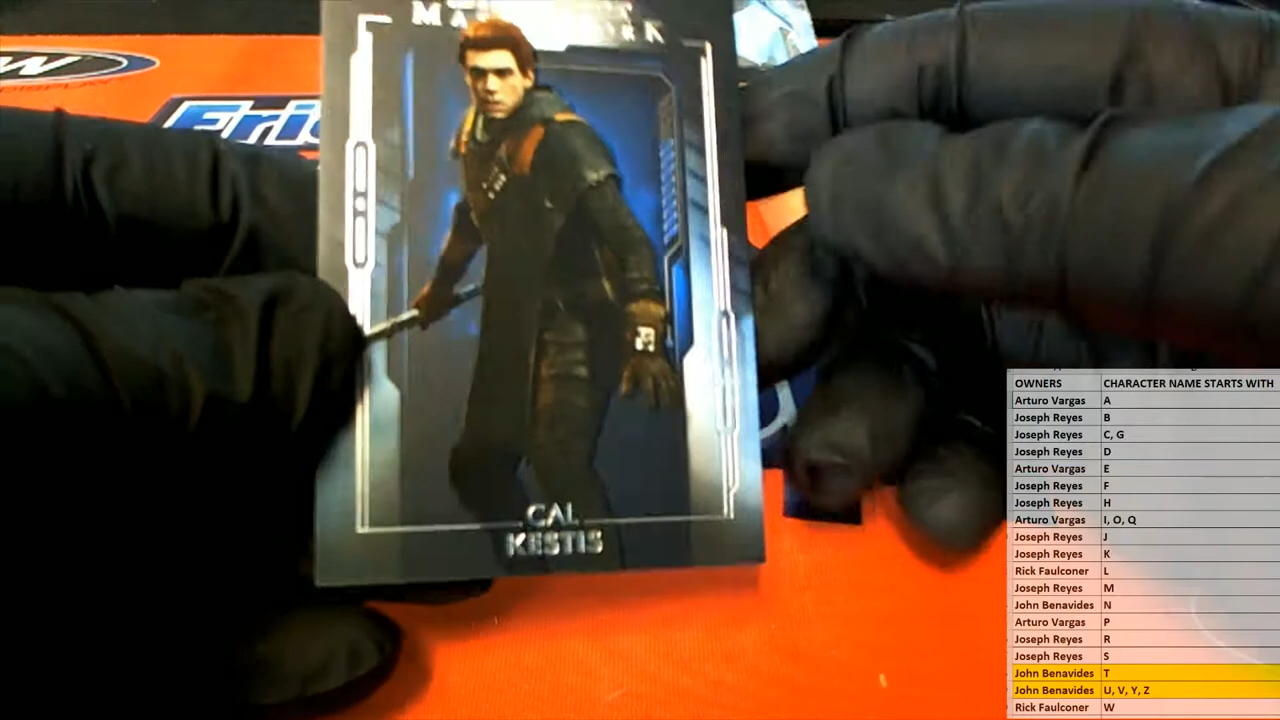 W
DISPLAY
CAL
KESTIS
OWNERS CHARACTER NAME STARTS WITH
Arturo Vargas A
Joseph Reyes B
Joseph Reyes C, G
Joseph Reyes D
Arturo Vargas E
Joseph Reyes F
Joseph Reyes H
Arturo Vargas I, O, Q
Joseph Reyes J
Joseph Reyes K
Rick Faulconer L
Joseph Reyes M
John Benavides N
Arturo Vargas P
Joseph Reyes R
Joseph Reyes S
John Benavides T
John Benavides U, V, Y, Z
Rick Faulconer W